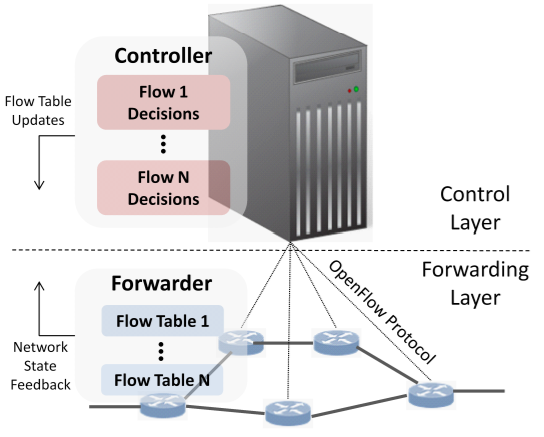 Controller
Flow 1
Decisions
Flow N
Decisions
Flow Table
Updates
Control
Layer
Forwarding
Layer
OpenFlow Protocol
Forwarder
Flow Table 1
Flow Table N
Network
State
Feedback